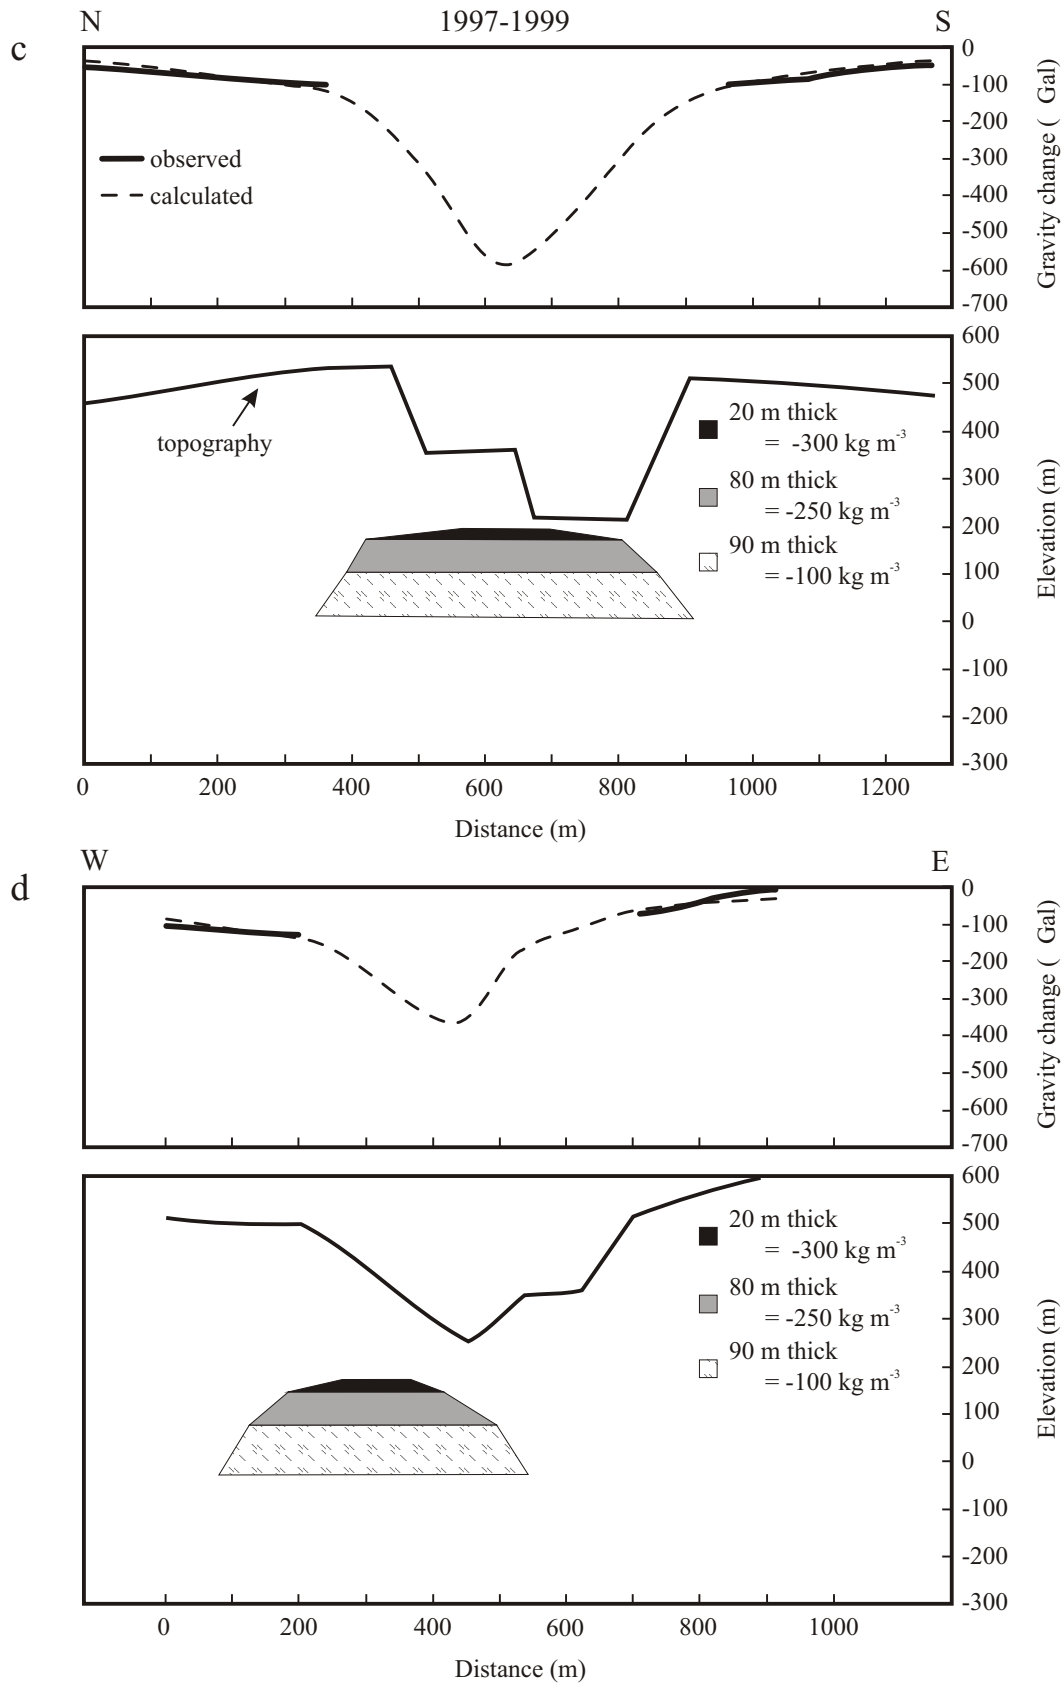 N 1997-1999 S
c
0
-100
-200
-300
-400
-500
-600
-700
Gravity change ( Gal)
observed
calculated
600
500
400
300
200
100
0
-100
-200
-300
Elevation (m)
topography
20 m thick
= -300 kg m-3
80 m thick
= -250 kg m-3
90 m thick
= -100 kg m-3
0 200 400 600 800 1000 1200
Distance (m)
W E
d
0
-100
-200
-300
-400
-500
-600
-700
Gravity change ( Gal)
600
500
400
300
200
100
0
-100
-200
-300
Elevation (m)
20 m thick
= -300 kg m-3
80 m thick
= -250 kg m-3
90 m thick
= -100 kg m-3
0 200 400 600 800 1000
Distance (m)